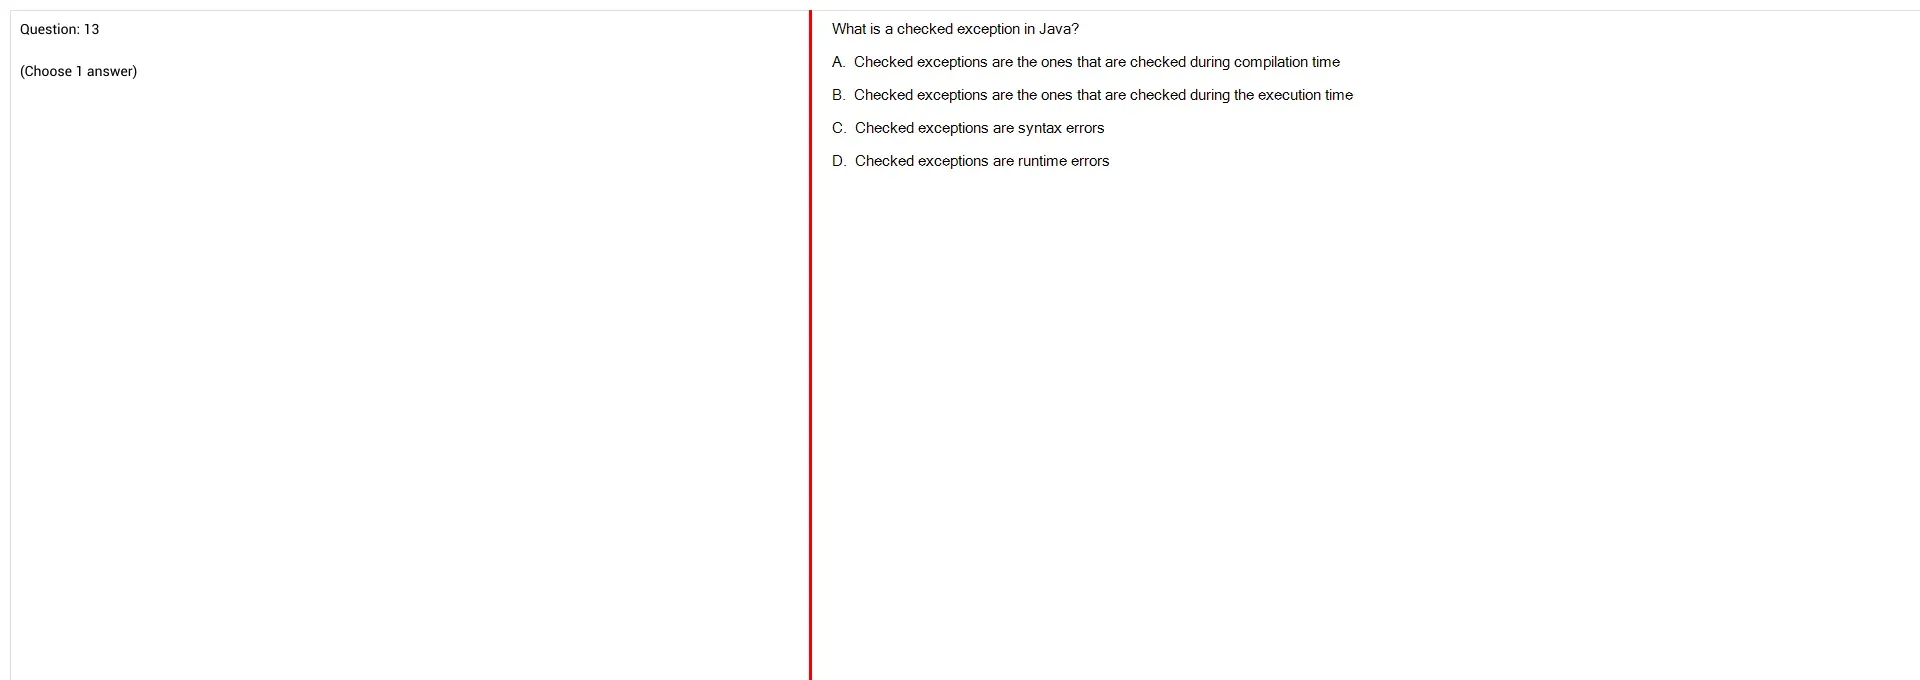 Question: 13
(Choose 1 answer)
What is a checked exception in Java?
A. Checked exceptions are the ones that are checked during compilation time
B. Checked exceptions are the ones that are checked during the execution time
C. Checked exceptions are syntax errors
D. Checked exceptions are runtime errors